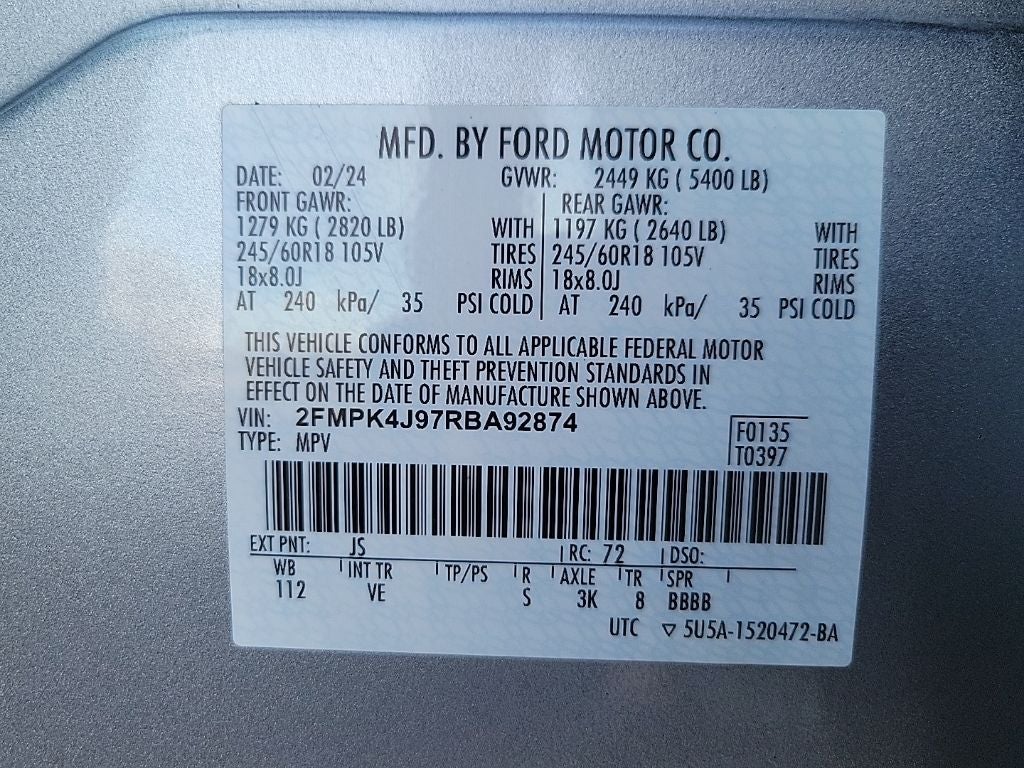 MFD. BY FORD MOTOR CO.
DATE: 02/24 GVWR: 2449 KG ( 5400 LB)
FRONT GAWR: REAR GAWR:
1279 KG ( 2820 LB) WITH 1197 KG ( 2640 LB) WITH
245/60R18 105V TIRES 245/60R18 105V TIRES
18x8.0J RIMS 18x8.0J RIMS
AT 240 kPa/ 35 PSI COLD AT 240 kPa/ 35 PSI COLD
THIS VEHICLE CONFORMS TO ALL APPLICABLE FEDERAL MOTOR
VEHICLE SAFETY AND THEFT PREVENTION STANDARDS IN
EFFECT ON THE DATE OF MANUFACTURE SHOWN ABOVE.
VIN: 2FMPK4J97RBA92874
TYPE: MPV F0135
T0397
EXT PNT: JS RC: 72 DSO:
WB INT TR TP/PS R AXLE TR SPR
112 VE S 3K 8 BBBB
UTC ▽ 5U5A-1520472-BA